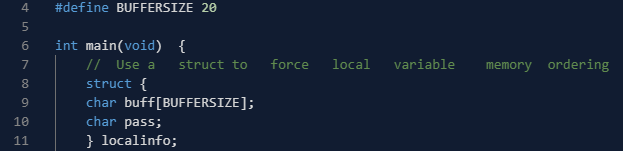 4 #define BUFFERSIZE 20
5
6 int main(void)  {
7     //  Use a   struct to   force   local   variable    memory  ordering
8     struct {
9     char buff[BUFFERSIZE];
10     char pass;
11     } localinfo;